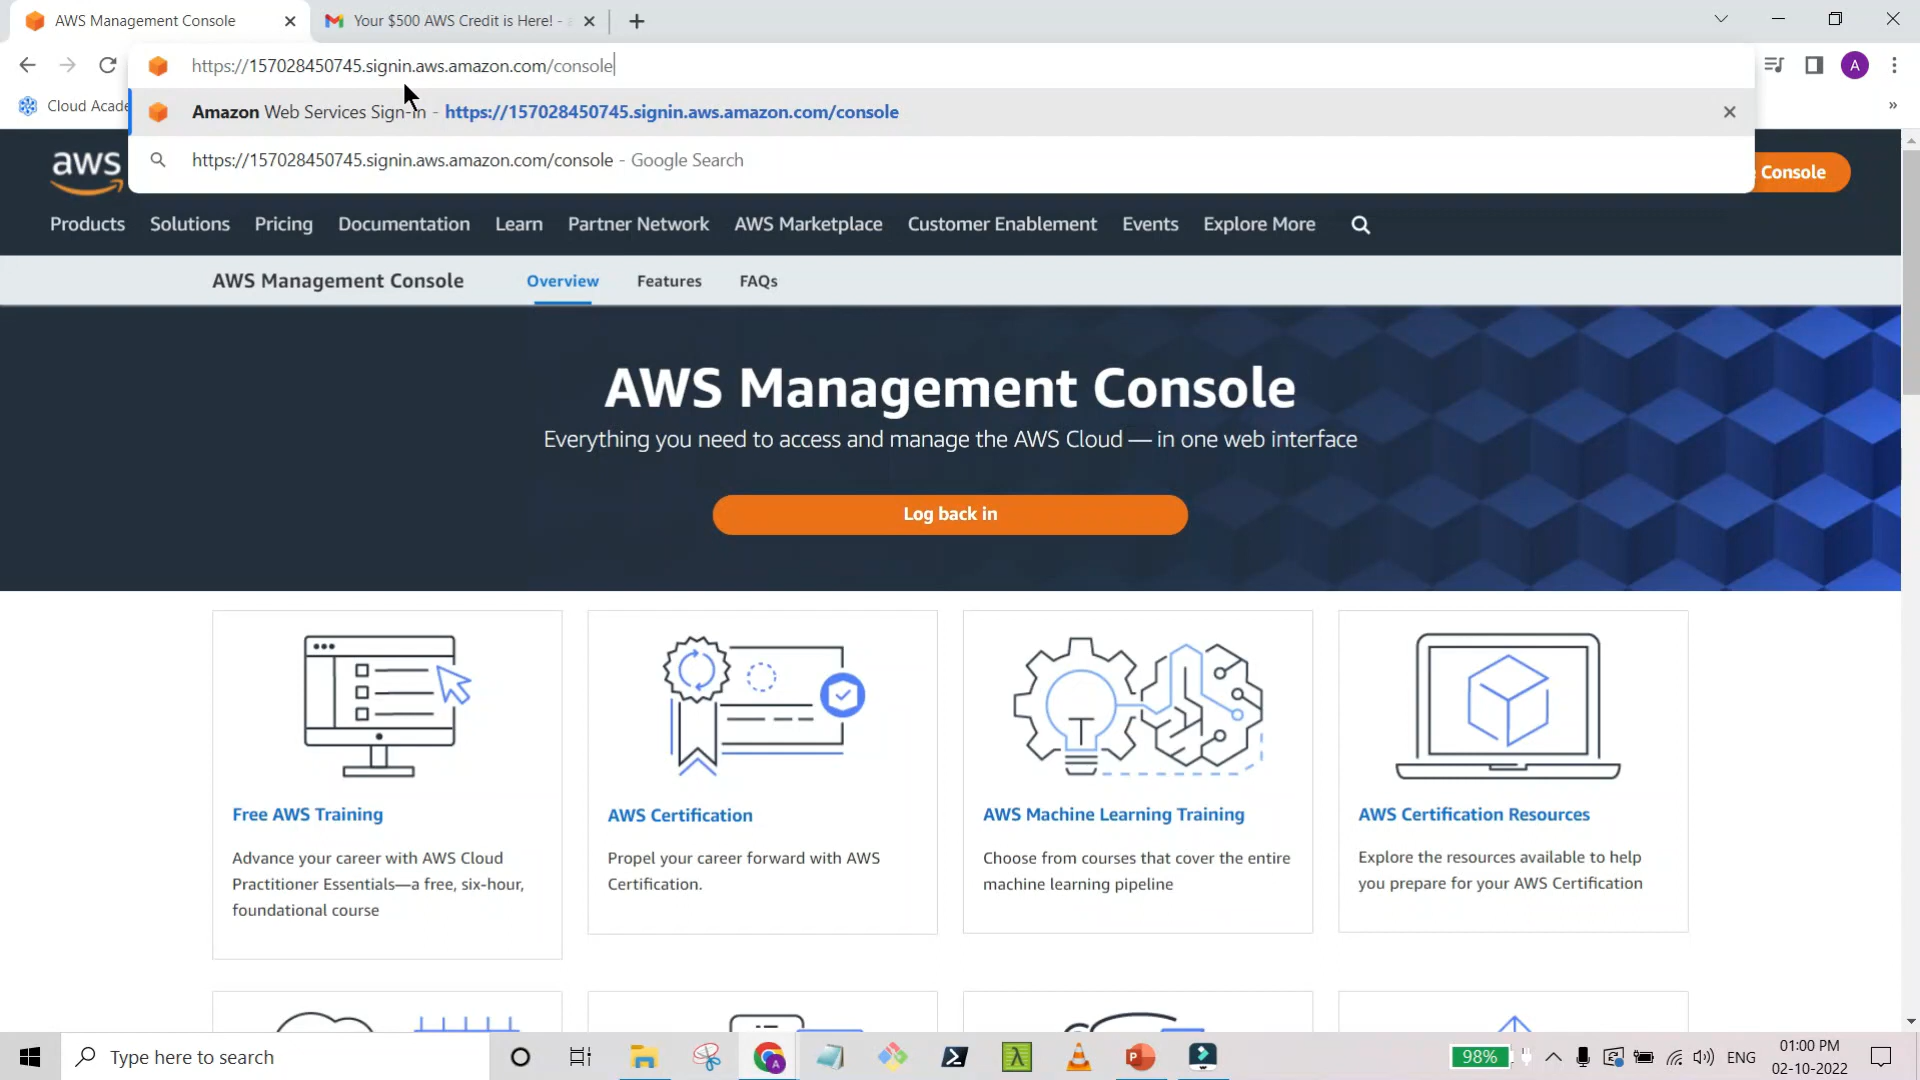 AWS Management Console
Your $500 AWS Credit is Here! -
https://157028450745.signin.aws.amazon.com/console
A
Cloud Acade
Amazon Web Services Sign-in - https://157028450745.signin.aws.amazon.com/console
https://157028450745.signin.aws.amazon.com/console - Google Search
»
aws
Console
Products Solutions Pricing Documentation Learn Partner Network AWS Marketplace Customer Enablement Events Explore More
AWS Management Console Overview Features FAQs
AWS Management Console
Everything you need to access and manage the AWS Cloud — in one web interface
Log back in
Free AWS Training
Advance your career with AWS Cloud
Practitioner Essentials—a free, six-hour,
foundational course
AWS Certification
Propel your career forward with AWS
Certification.
AWS Machine Learning Training
Choose from courses that cover the entire
machine learning pipeline
AWS Certification Resources
Explore the resources available to help
you prepare for your AWS Certification
Type here to search
98%
ENG
01:00 PM
02-10-2022